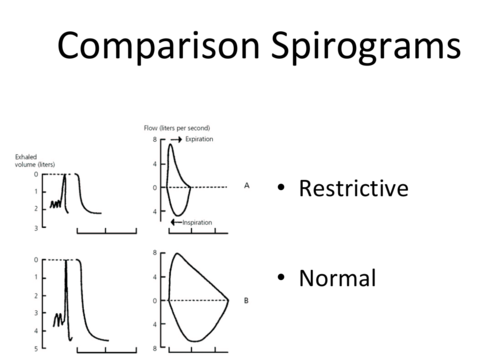 Comparison Spirograms
Flow (liters per second)
Exhaled
volume (liters)
8
Expiration
4
0
4
Inspiration
0
1
2
3
A
• Restrictive
8
4
0
4
8
0
1
2
3
4
5
B
• Normal